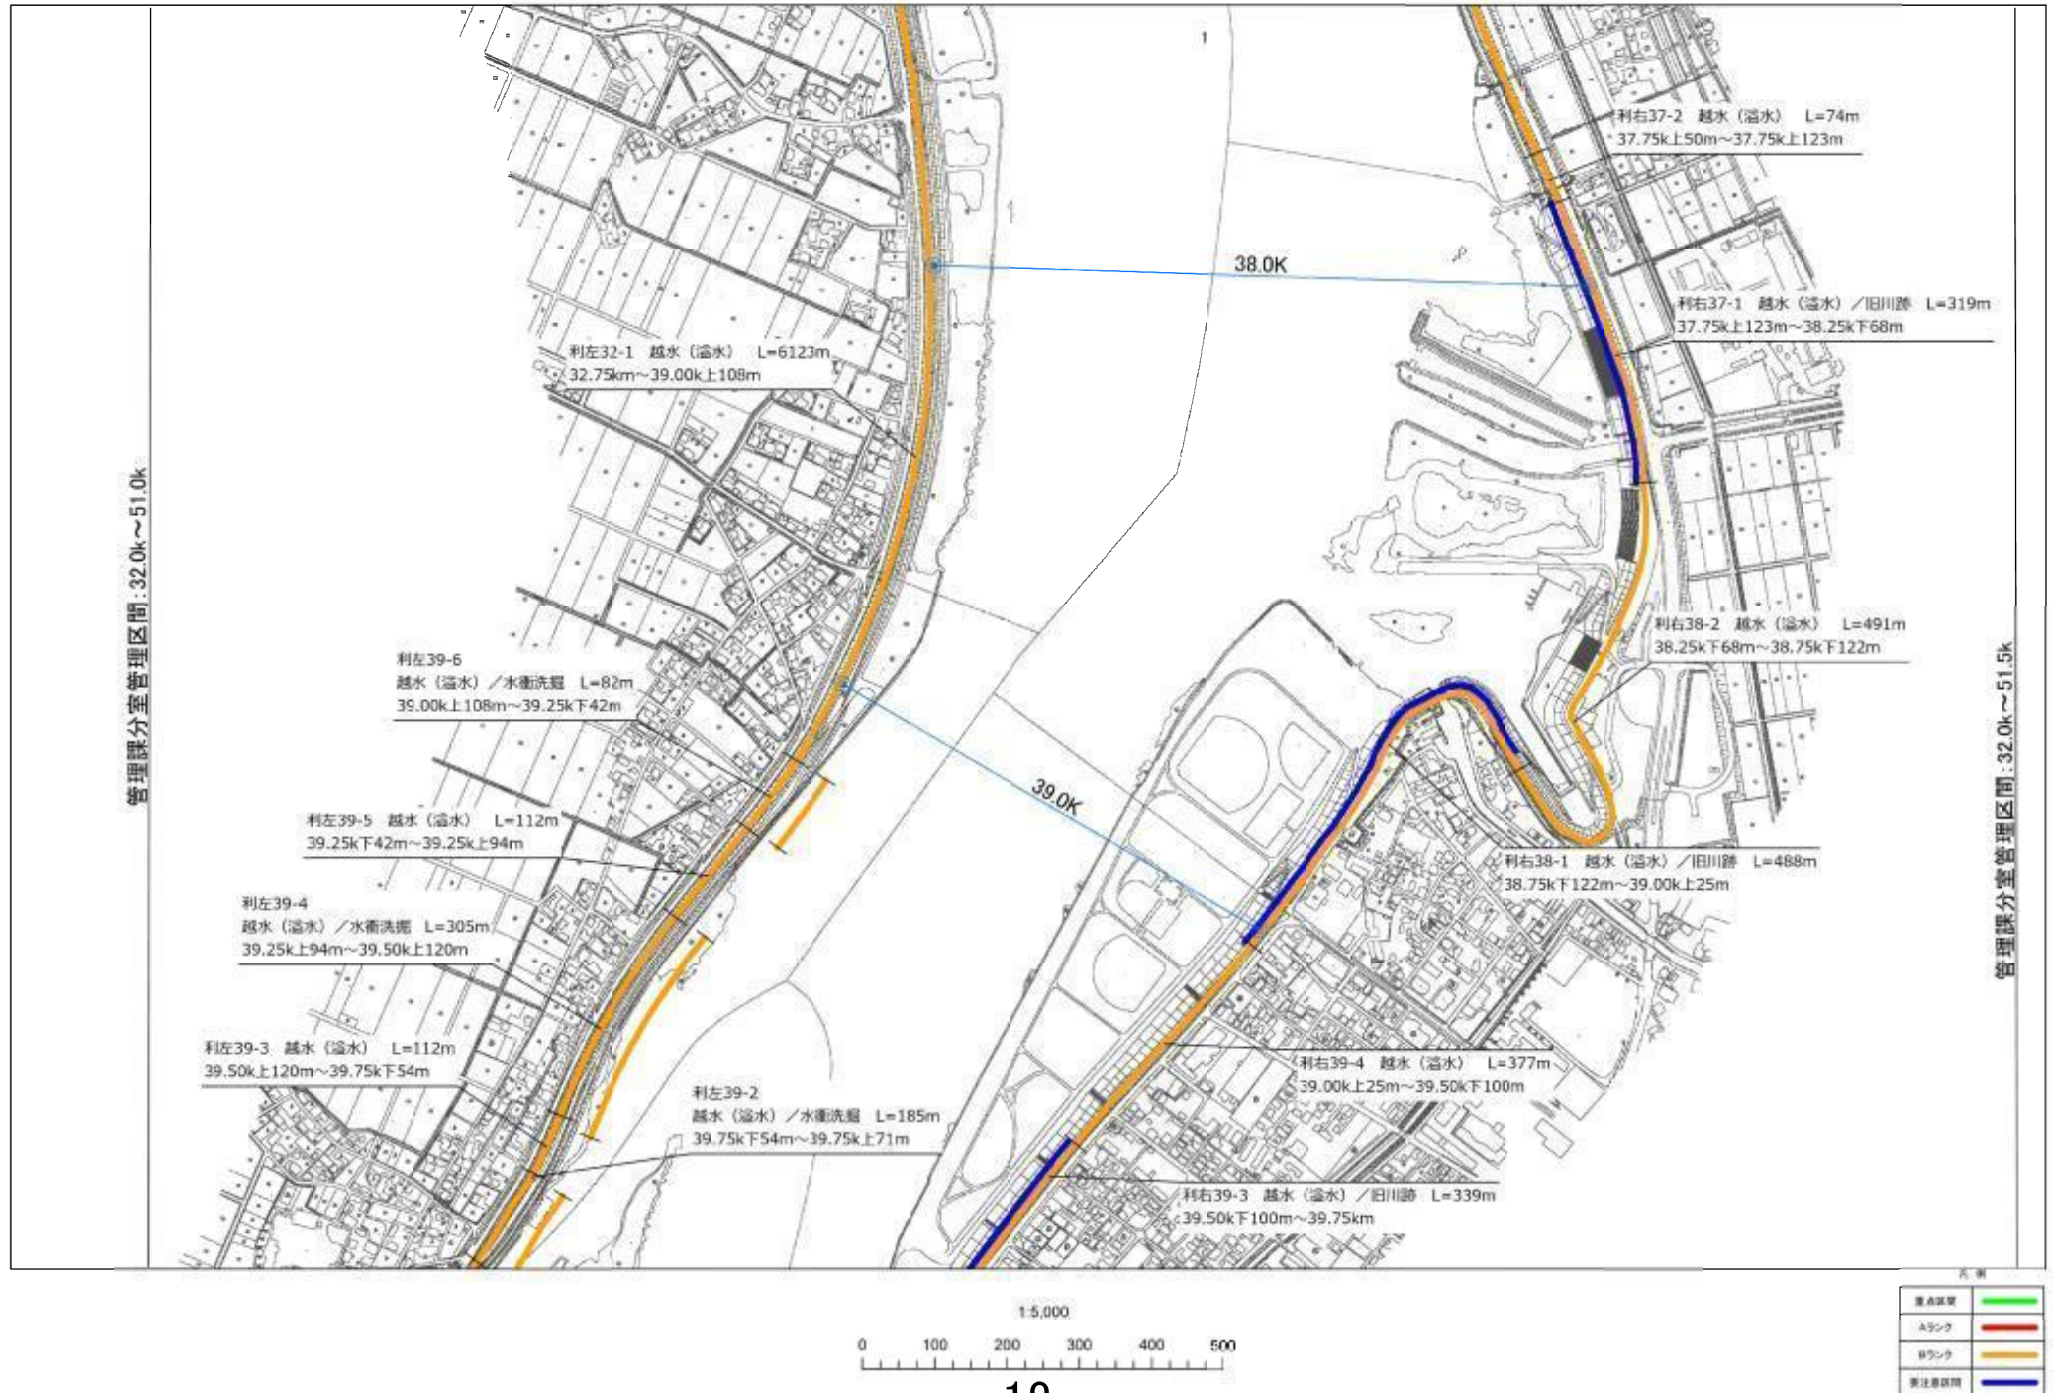 利右37-2 越水（溢水） L=74m
37.75k上50m～37.75k上123m
38.0K
利右37-1 越水（溢水）／旧川跡 L=319m
37.75k上123m～38.25k下68m
利左32-1 越水（溢水） L=6123m
32.75km～39.00k上108m
管理課分室管理区間:32.0k～51.0k
利右38-2 越水（溢水） L=491m
38.25k下68m～38.75k下122m
管理課分室管理区間:32.0k～51.5k
利左39-6
越水（溢水）／水衝洗掘 L=82m
39.00k上108m～39.25k下42m
39.0K
利左39-5 越水（溢水） L=112m
39.25k下42m～39.25k上94m
利右38-1 越水（溢水）／旧川跡 L=488m
38.75k下122m～39.00k上25m
利左39-4
越水（溢水）／水衝洗掘 L=305m
39.25k上94m～39.50k上120m
利左39-3 越水（溢水） L=112m
39.50k上120m～39.75k下54m
利右39-4 越水（溢水） L=377m
39.00k上25m～39.50k下100m
利左39-2
越水（溢水）／水衝洗掘 L=185m
39.75k下54m～39.75k上71m
利右39-3 越水（溢水）／旧川跡 L=339m
39.50k下100m～39.75km
凡例
重点区間
Aランク
Bランク
要注意区間
1:5,000
0 100 200 300 400 500